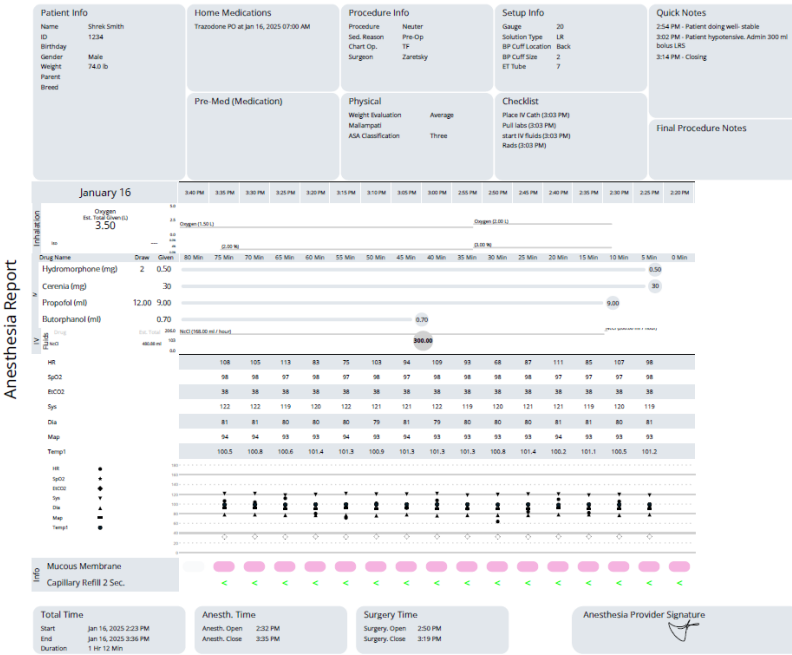 Anesthesia Report
Patient Info
Name Shrek Smith
ID 1234
Birthday
Gender Male
Weight 74.0 lb
Parent
Breed
Home Medications
Trazodone PO at Jan 16, 2025 07:00 AM
Procedure Info
Procedure Neuter
Sed. Reason Pre-Op
Chart Op. TF
Surgeon Zaretsky
Setup Info
Gauge 20
Solution Type LR
BP Cuff Location Back
BP Cuff Size 2
ET Tube 7
Quick Notes
2:54 PM - Patient doing well- stable
3:02 PM - Patient hypotensive. Admin 300 ml
bolus LRS
3:14 PM - Closing
Pre-Med (Medication)
Physical
Weight Evaluation Average
Mallampati
ASA Classification Three
Checklist
Place IV Cath (3:03 PM)
Pull labs (3:03 PM)
start IV fluids (3:03 PM)
Rads (3:03 PM)
Final Procedure Notes
January 16 3:40 PM 3:35 PM 3:30 PM 3:25 PM 3:20 PM 3:15 PM 3:10 PM 3:05 PM 3:00 PM 2:55 PM 2:50 PM 2:45 PM 2:40 PM 2:35 PM 2:30 PM 2:25 PM 2:20 PM
Inhalation
Oxygen
Est. Total Given (L)
3.50
Oxygen (1.50 L) Oxygen (2.00 L)
Iso
(2.00 %) (3.00 %)
Drug Name Draw Given 80 Min 75 Min 70 Min 65 Min 60 Min 55 Min 50 Min 45 Min 40 Min 35 Min 30 Min 25 Min 20 Min 15 Min 10 Min 5 Min 0 Min
IV
Hydromorphone (mg) 2 0.50 0.50
Cerenia (mg) 30 30
Propofol (ml) 12.00 9.00 9.00
Butorphanol (ml) 0.70 0.70
IV Fluids
Drug Est. Total
NcCl (168.00 ml / hour)
300.00
HR 108 105 113 83 75 103 94 109 93 68 87 111 85 107 98
SpO2 98 98 97 98 97 98 97 98 98 98 97 97 97 98 98
EtCO2 38 38 38 38 38 38 38 38 38 38 38 38 38 38 38
Sys 122 122 119 120 122 121 121 122 119 120 121 121 119 120 119
Dia 81 81 80 80 80 79 81 79 80 80 80 81 80 81 81
Map 94 94 93 93 94 93 94 93 93 93 93 94 93 93 93
Temp1 100.5 100.8 100.6 101.4 101.3 100.9 101.3 101.3 101.3 100.8 101.4 100.2 101.1 100.5 101.2
HR
SpO2
EtCO2
Sys
Dia
Map
Temp1
Info
Mucous Membrane
Capillary Refill 2 Sec. < < < < < < < < < < < < < < < <
Total Time
Start Jan 16, 2025 2:23 PM
End Jan 16, 2025 3:36 PM
Duration 1 Hr 12 Min
Anesth. Time
Anesth. Open 2:32 PM
Anesth. Close 3:35 PM
Surgery Time
Surgery. Open 2:50 PM
Surgery. Close 3:19 PM
Anesthesia Provider Signature